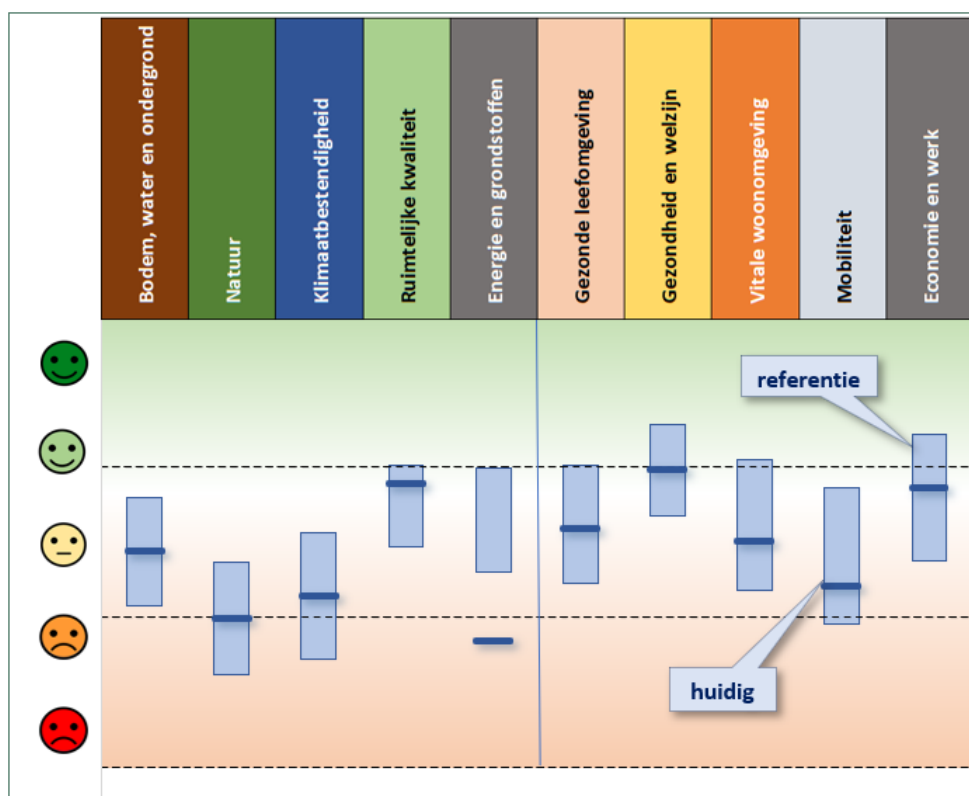 Bodem, water en ondergrond
Natuur
Klimaatbestendigheid
Ruimtelijke kwaliteit
Energie en grondstoffen
Gezonde leefomgeving
Gezondheid en welzijn
Vitale woonomgeving
Mobiliteit
Economie en werk
referentie
huidig